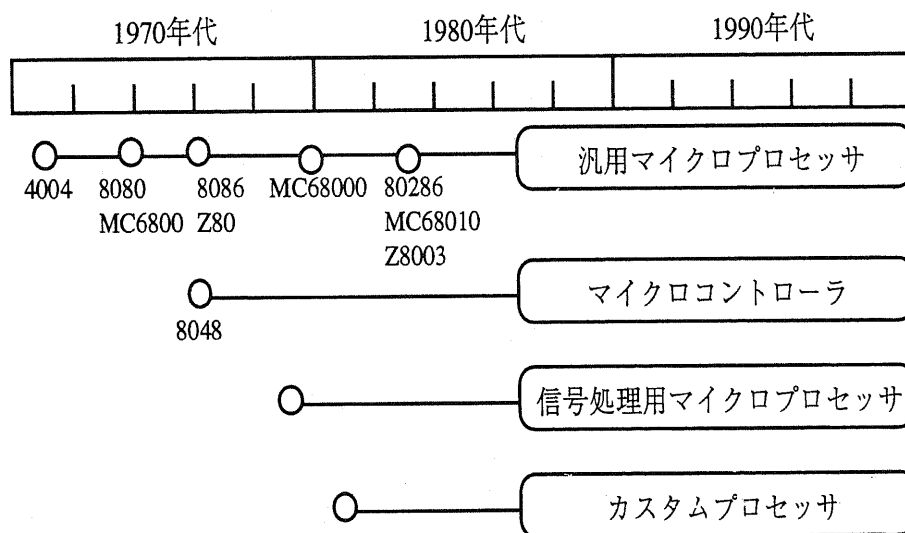 1970年代 1980年代 1990年代
汎用マイクロプロセッサ
4004 8080 8086 MC68000 80286
MC6800 Z80 MC68010
Z8003
マイクロコントローラ
8048
信号処理用マイクロプロセッサ
カスタムプロセッサ